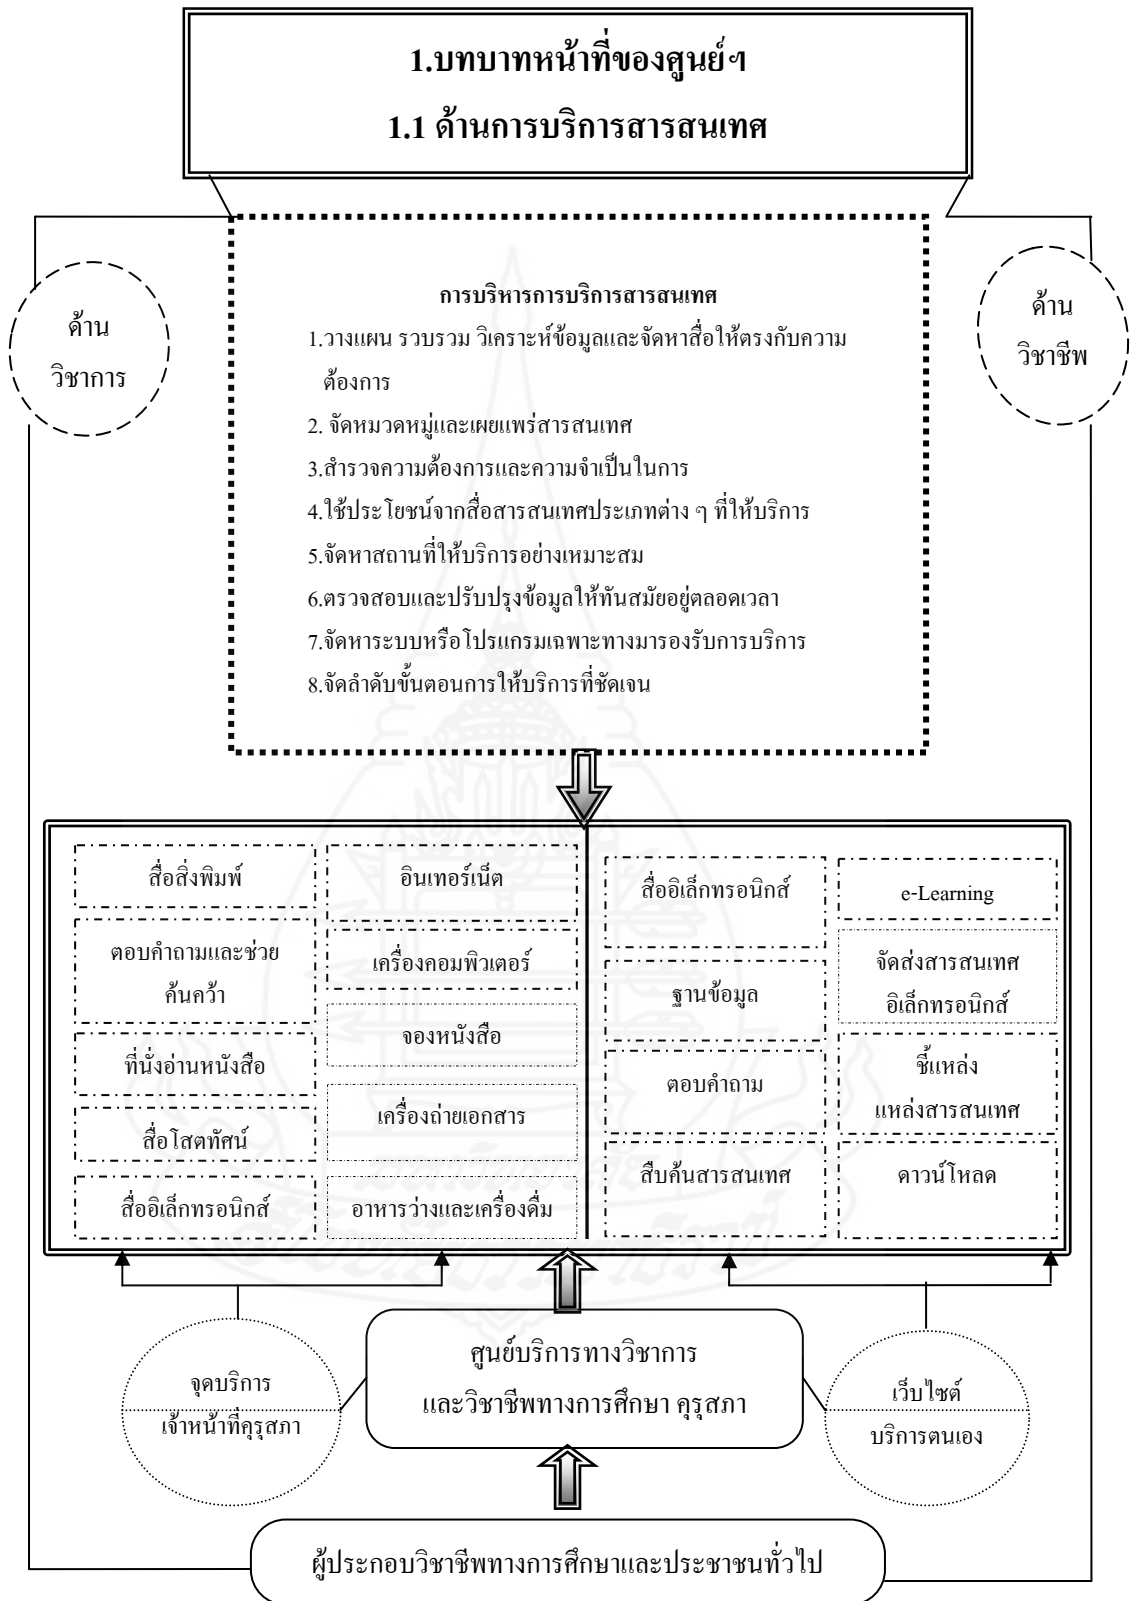 1.บทบาทหน้าที่ของศูนย์ฯ
1.1 ด้านการบริการสารสนเทศ
ด้าน
วิชาการ
ด้าน
วิชาชีพ
การบริหารการบริการสารสนเทศ
1.วางแผน รวบรวม วิเคราะห์ข้อมูลและจัดหาสื่อให้ตรงกับความ
ต้องการ
2. จัดหมวดหมู่และเผยแพร่สารสนเทศ
3.สำรวจความต้องการและความจำเป็นในการ
4.ใช้ประโยชน์จากสื่อสารสนเทศประเภทต่าง ๆ ที่ให้บริการ
5.จัดหาสถานที่ให้บริการอย่างเหมาะสม
6.ตรวจสอบและปรับปรุงข้อมูลให้ทันสมัยอยู่ตลอดเวลา
7.จัดหาระบบหรือโปรแกรมเฉพาะทางมารองรับการบริการ
8.จัดลำดับขั้นตอนการให้บริการที่ชัดเจน
สื่อสิ่งพิมพ์
ตอบคำถามและช่วย
ค้นคว้า
ที่นั่งอ่านหนังสือ
สื่อโสตทัศน์
สื่ออิเล็กทรอนิกส์
อินเทอร์เน็ต
เครื่องคอมพิวเตอร์
จองหนังสือ
เครื่องถ่ายเอกสาร
อาหารว่างและเครื่องดื่ม
สื่ออิเล็กทรอนิกส์
ฐานข้อมูล
ตอบคำถาม
สืบค้นสารสนเทศ
e-Learning
จัดส่งสารสนเทศ
อิเล็กทรอนิกส์
ชี้แหล่ง
แหล่งสารสนเทศ
ดาวน์โหลด
จุดบริการ
เจ้าหน้าที่คุรุสภา
ศูนย์บริการทางวิชาการ
และวิชาชีพทางการศึกษา คุรุสภา
เว็บไซต์
บริการตนเอง
ผู้ประกอบวิชาชีพทางการศึกษาและประชาชนทั่วไป